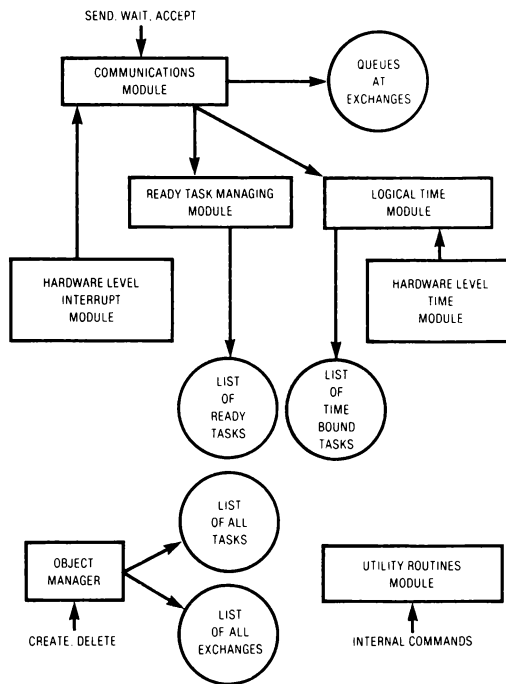 SEND, WAIT, ACCEPT
COMMUNICATIONS
MODULE
QUEUES
AT
EXCHANGES
READY TASK MANAGING
MODULE
LOGICAL TIME
MODULE
HARDWARE LEVEL
INTERRUPT
MODULE
HARDWARE LEVEL
TIME
MODULE
LIST
OF
READY
TASKS
LIST
OF
TIME
BOUND
TASKS
LIST
OF ALL
TASKS
OBJECT
MANAGER
UTILITY ROUTINES
MODULE
LIST
OF ALL
EXCHANGES
CREATE, DELETE
INTERNAL COMMANDS